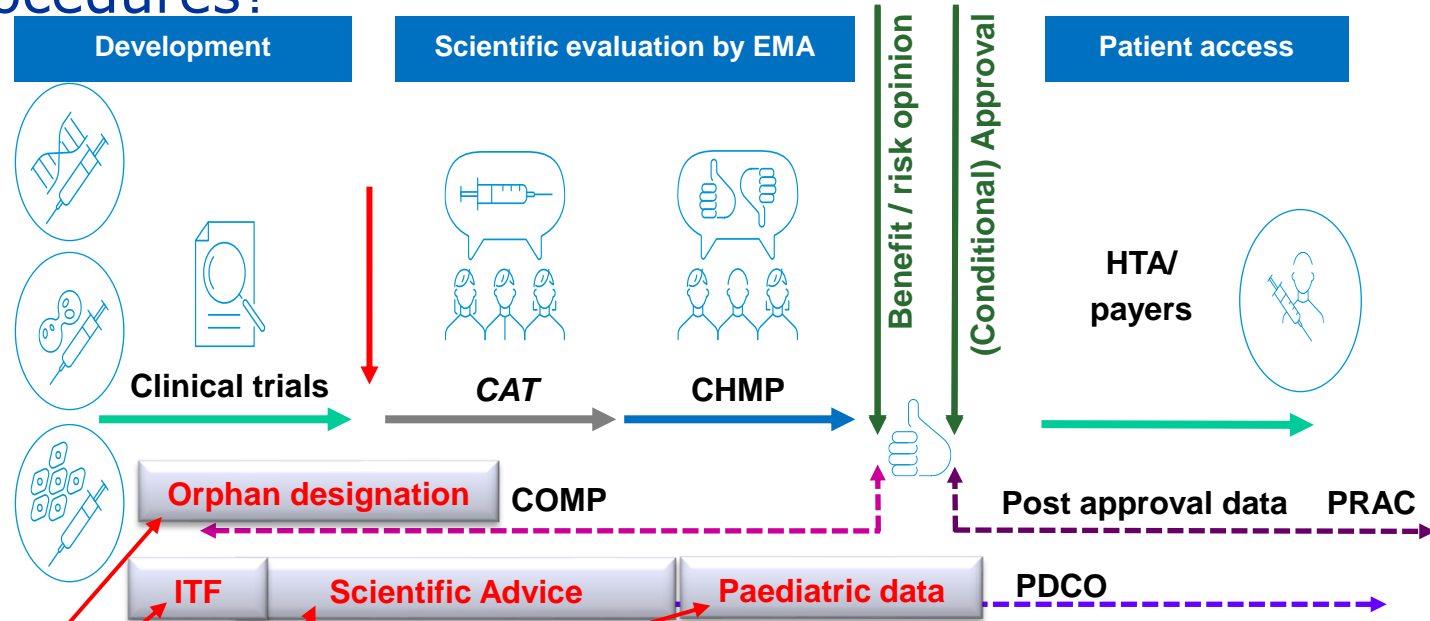 ocedures?
Development
Scientific evaluation by EMA
Benefit / risk opinion
(Conditional) Approval
Patient access
HTA/
payers
Clinical trials
CAT
CHMP
Orphan designation
COMP
Post approval data
PRAC
ITF
Scientific Advice
Paediatric data
PDCO